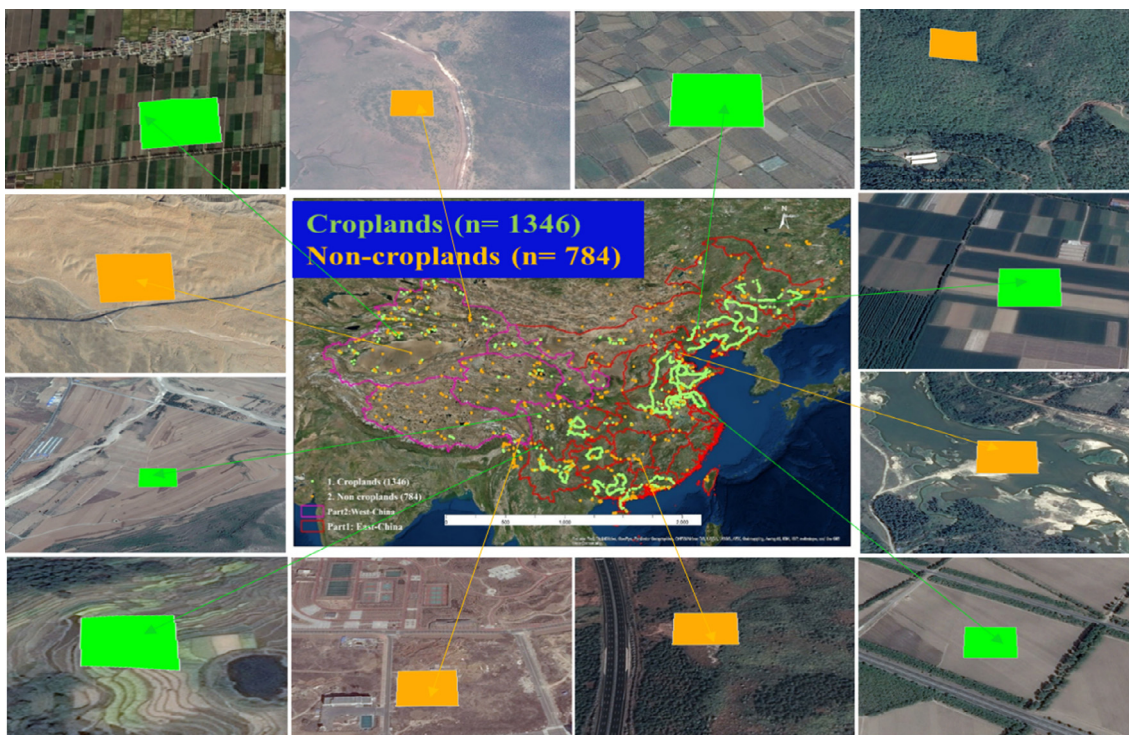 Croplands (n= 1346)
Non-croplands (n= 784)
N
1. Croplands (1346)
2. Non croplands (784)
Part2:West-China
Part1: East-China
0 500 1,000 2,000